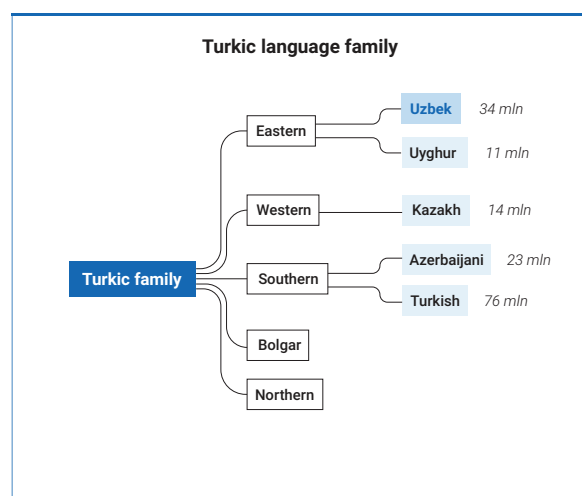 Turkic language family
Uzbek 34 mln
Eastern
Uyghur 11 mln
Western Kazakh 14 mln
Azerbaijani 23 mln
Turkic family Southern
Turkish 76 mln
Bolgar
Northern